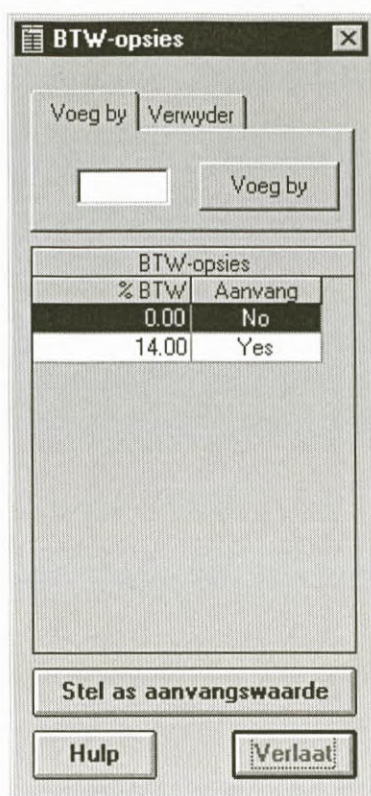 BTW-opsies
Voeg by Verwyder
Voeg by
BTW-opsies
% BTW Aanvang
0.00 No
14.00 Yes
Stel as aanvangswaarde
Hulp Verlaat